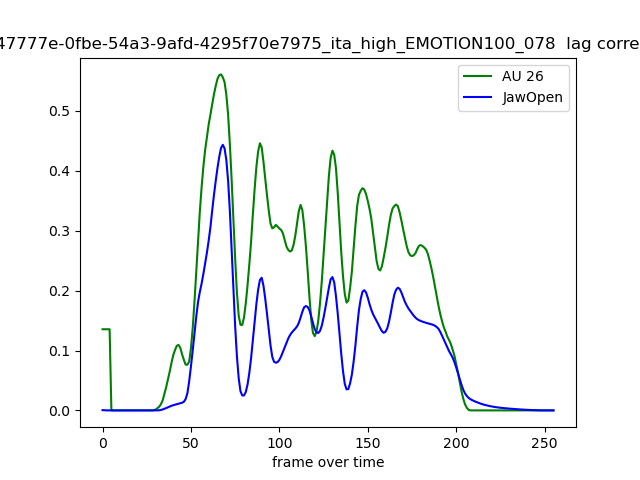 47777e-0fbe-54a3-9afd-4295f70e7975_ita_high_EMOTION100_078 lag corre
AU 26
JawOpen
0.5
0.4
0.3
0.2
0.1
0.0
0 50 100 150 200 250
frame over time